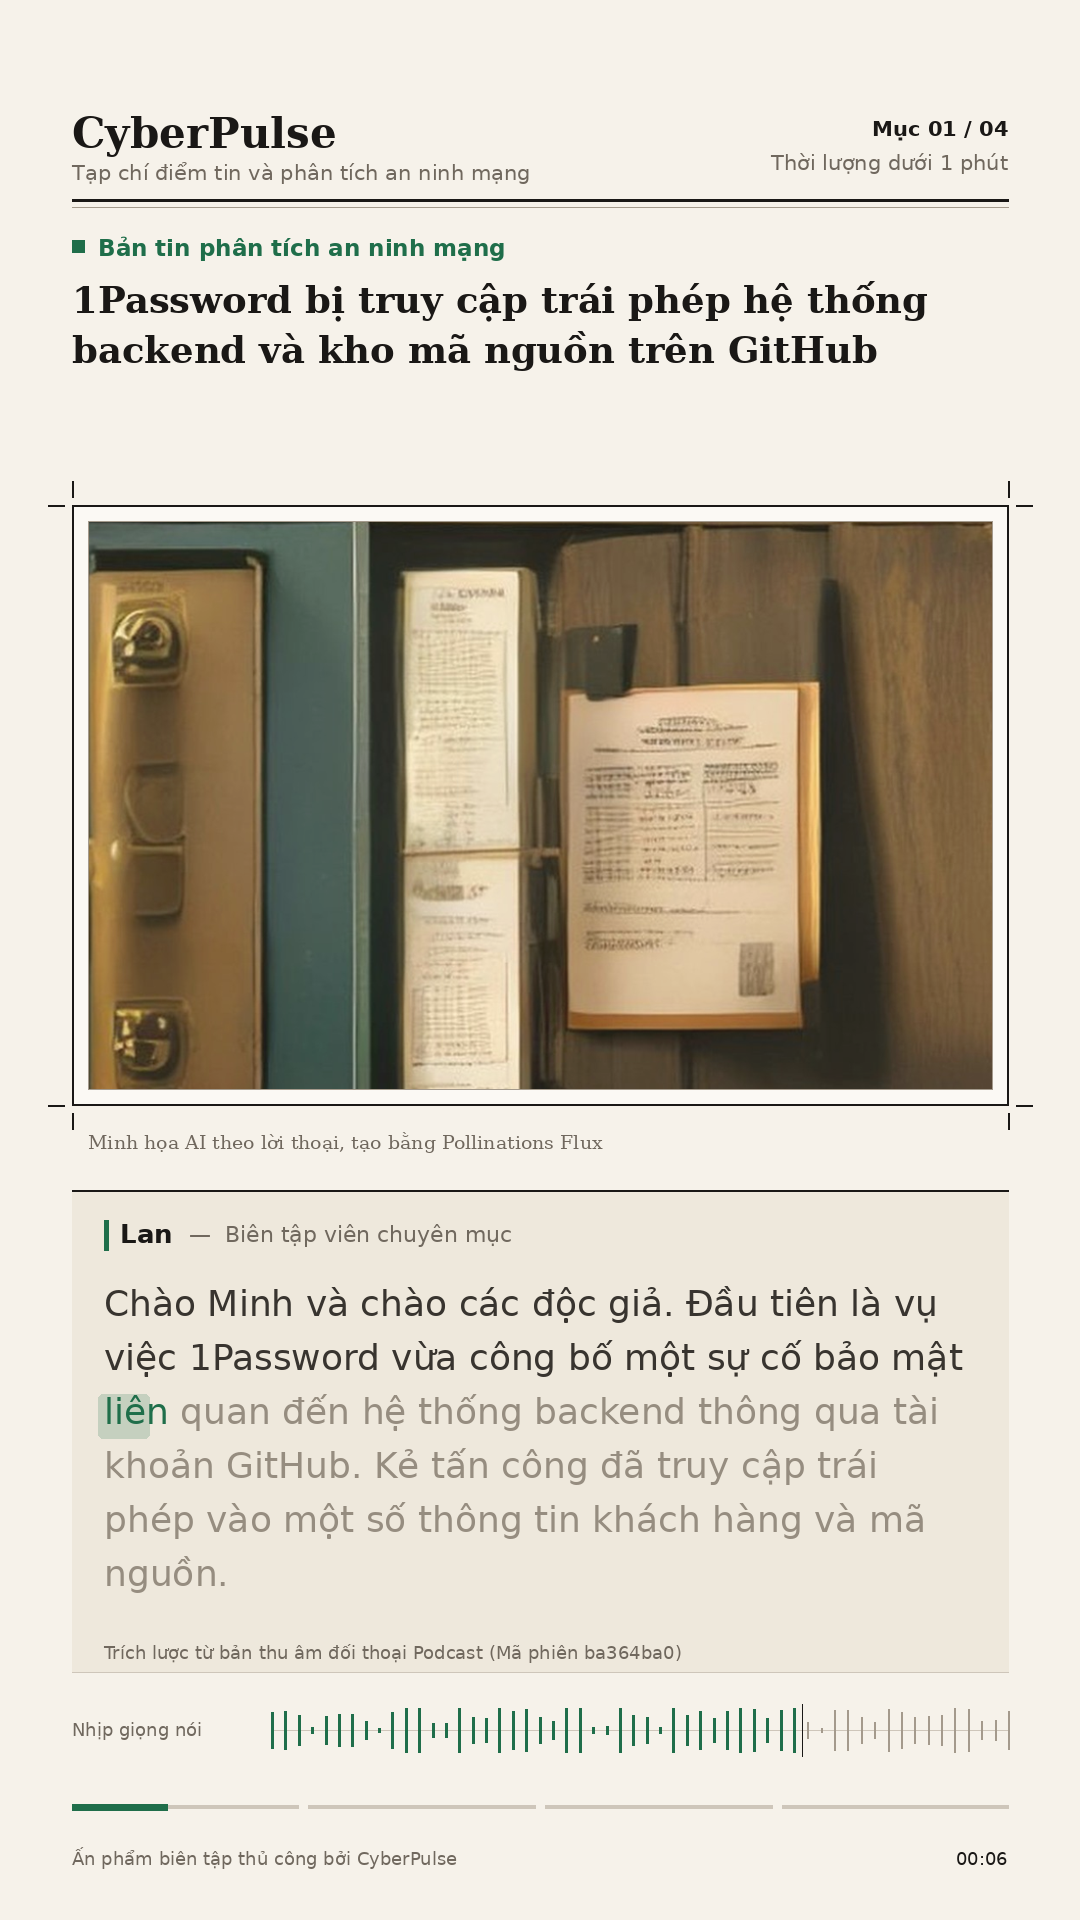 CyberPulse
Tạp chí điểm tin và phân tích an ninh mạng
Mục 01 / 04
Thời lượng dưới 1 phút
Bản tin phân tích an ninh mạng
1Password bị truy cập trái phép hệ thống
backend và kho mã nguồn trên GitHub
Minh họa AI theo lời thoại, tạo bằng Pollinations Flux
Lan — Biên tập viên chuyên mục
Chào Minh và chào các độc giả. Đầu tiên là vụ
việc 1Password vừa công bố một sự cố bảo mật
liên quan đến hệ thống backend thông qua tài
khoản GitHub. Kẻ tấn công đã truy cập trái
phép vào một số thông tin khách hàng và mã
nguồn.
Trích lược từ bản thu âm đối thoại Podcast (Mã phiên ba364ba0)
Nhịp giọng nói
Ấn phẩm biên tập thủ công bởi CyberPulse
00:06